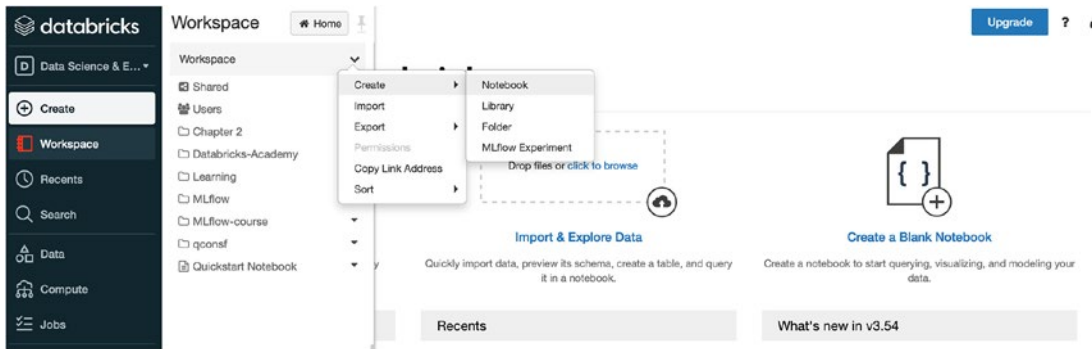 databricks
D Data Science & E...
Create
Workspace
Recents
Search
Data
Compute
Jobs
Workspace
Home
Workspace
Shared
Users
Chapter 2
Databricks-Academy
Learning
MLflow
MLflow-course
qconsf
Quickstart Notebook
Create
Import
Export
Permissions
Copy Link Address
Sort
Notebook
Library
Folder
MLflow Experiment
Upgrade
?
Drop files or click to browse
Import & Explore Data
Quickly import data, preview its schema, create a table, and query
it in a notebook.
{ }
Create a Blank Notebook
Create a notebook to start querying, visualizing, and modeling your
data.
Recents
What's new in v3.54